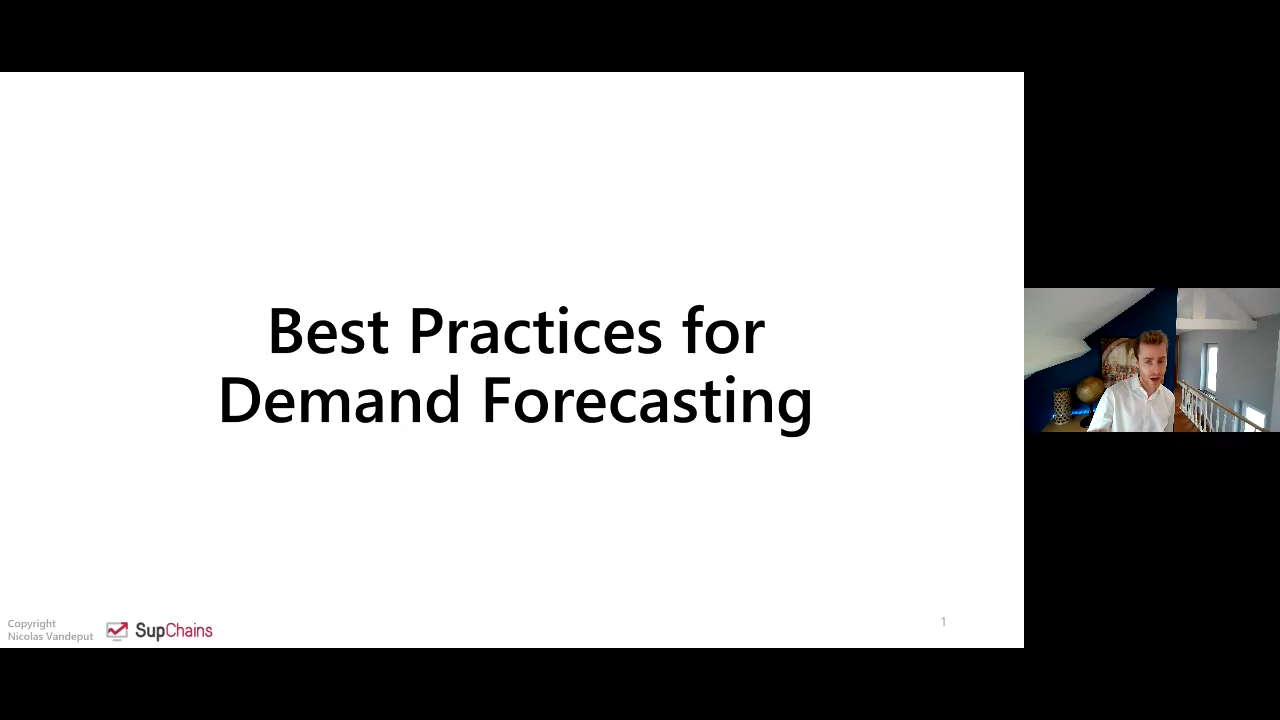 Best Practices for
Demand Forecasting
Copyright
Nicolas Vandeput
SupChains
1